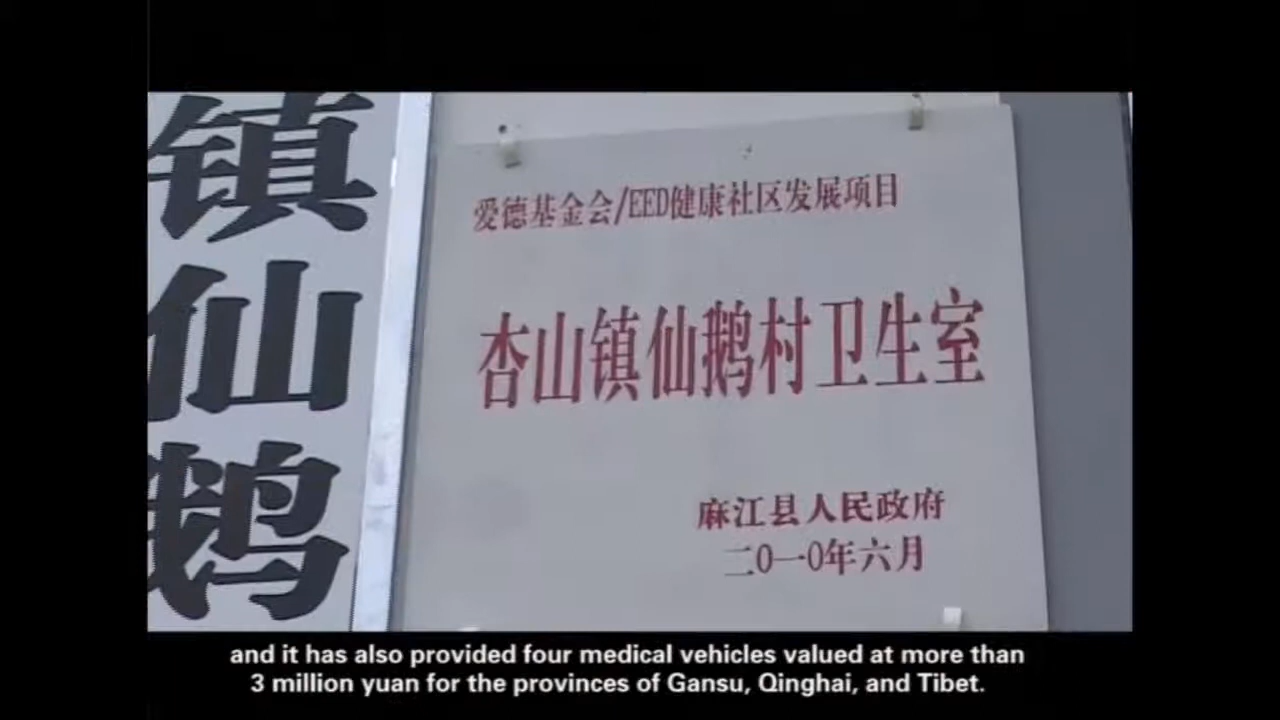 镇仙鹅
爱德基金会/EED健康社区发展项目
杏山镇仙鹅村卫生室
麻江县人民政府
二0一0年六月
and it has also provided four medical vehicles valued at more than
3 million yuan for the provinces of Gansu, Qinghai, and Tibet.